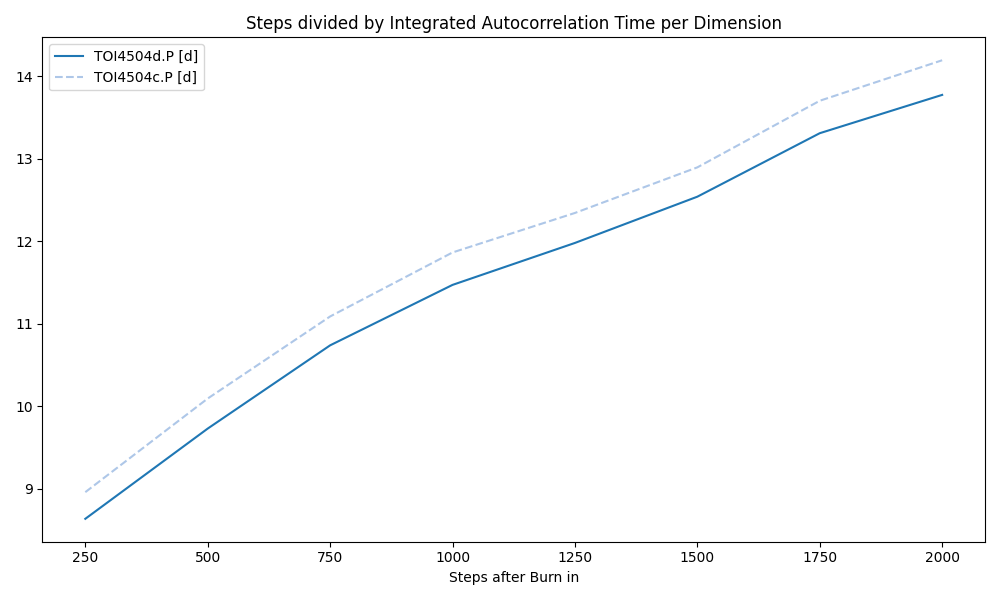 Steps divided by Integrated Autocorrelation Time per Dimension
TOI4504d.P [d]
TOI4504c.P [d]
14
13
12
11
10
9
250 500 750 1000 1250 1500 1750 2000
Steps after Burn in